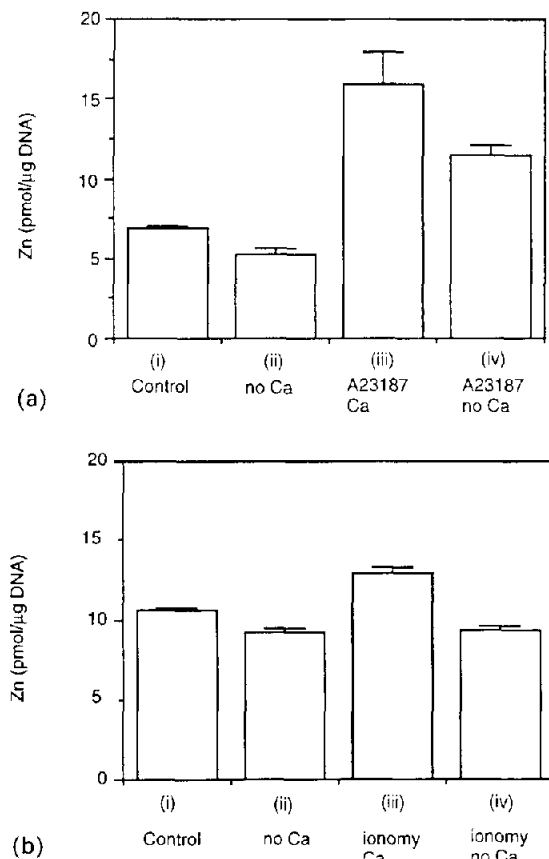 20
15
10
5
0
Zn (pmol/µg DNA)
(i) (ii) (iii) (iv)
Control no Ca A23187 Ca A23187 no Ca
(a)
20
15
10
5
0
Zn (pmol/µg DNA)
(i) (ii) (iii) (iv)
Control no Ca ionomy Ca ionomy no Ca
(b)